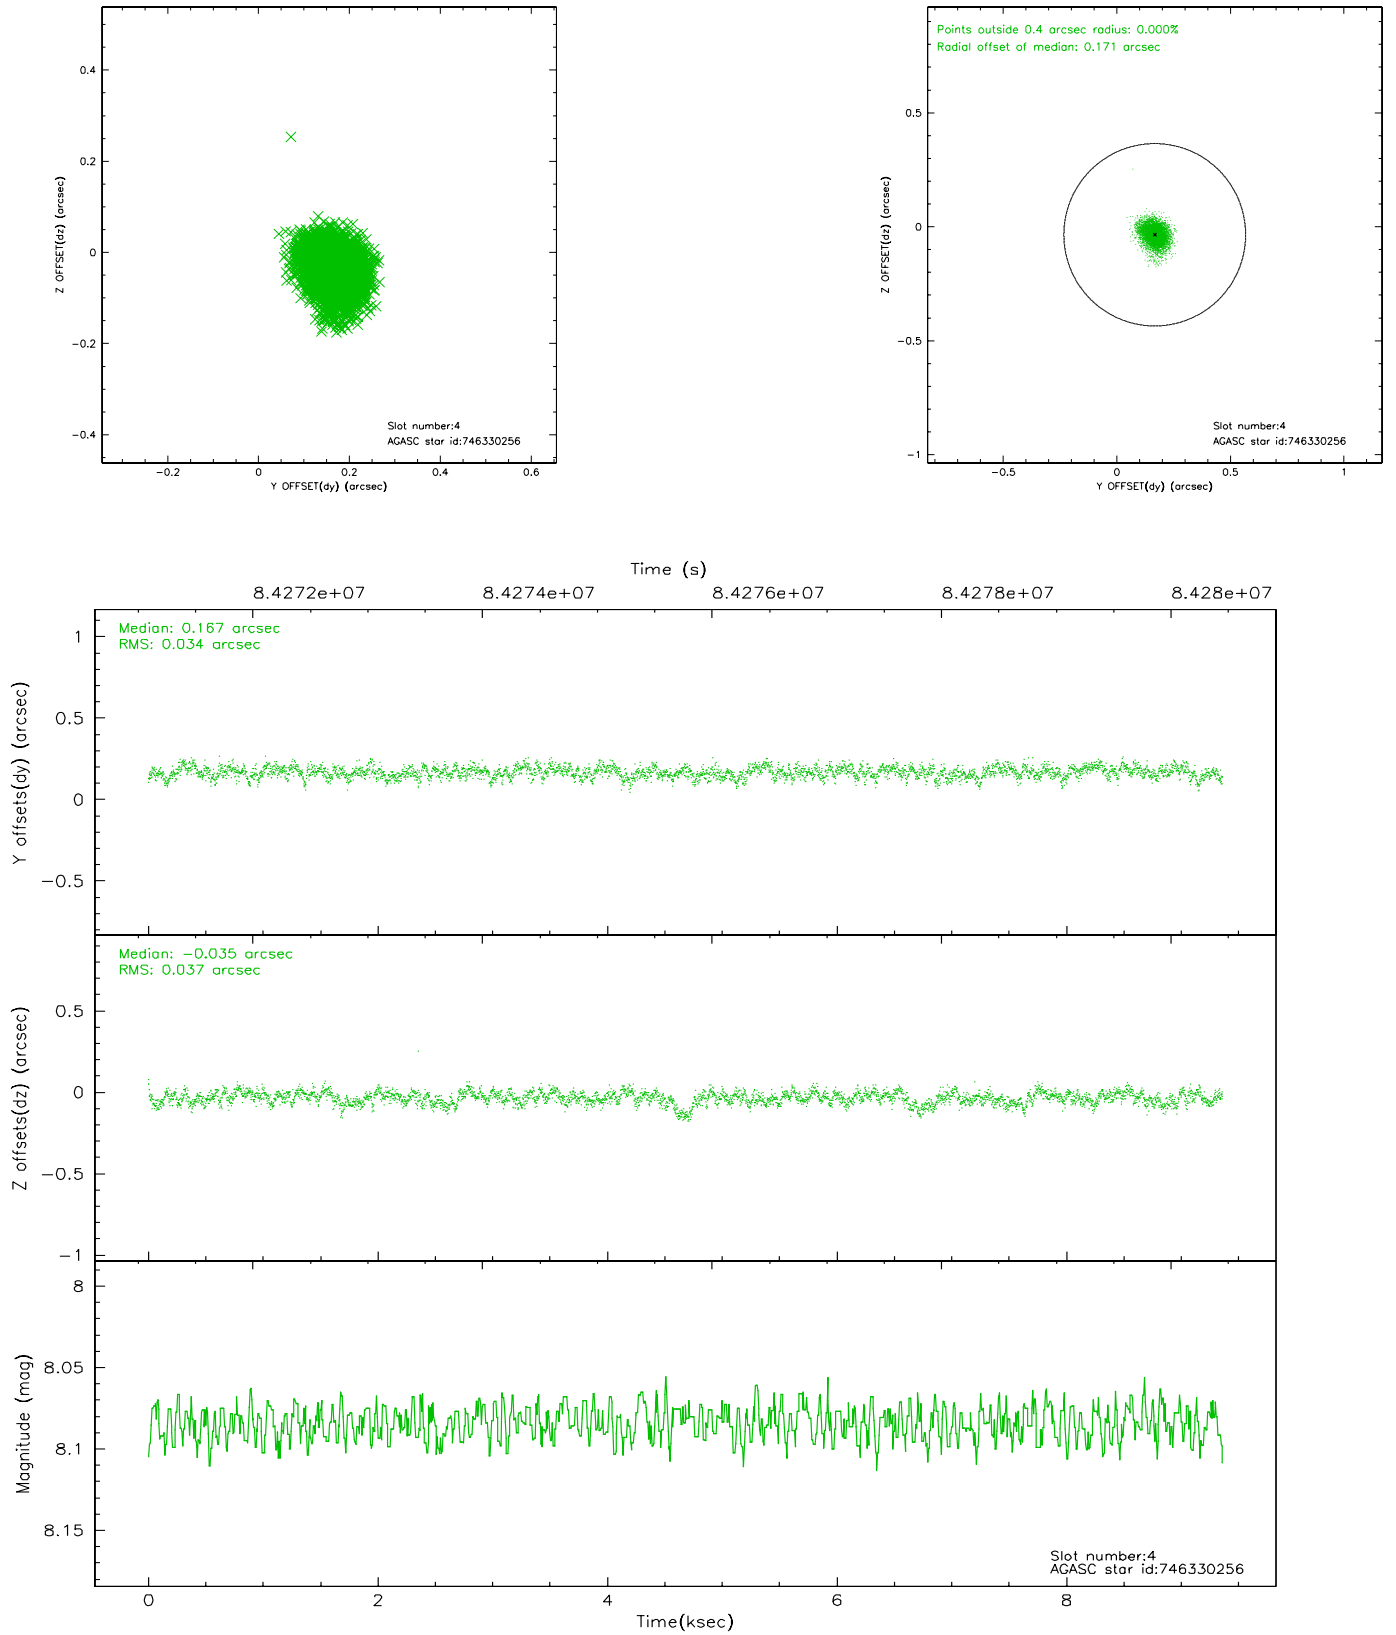 0.4
0.2
0
−0.2
−0.4
Z OFFSET(dz) (arcsec)
Slot number:4
AGASC star id:746330256
−0.2 0 0.2 0.4 0.6
Y OFFSET(dy) (arcsec)
Points outside 0.4 arcsec radius: 0.000%
Radial offset of median: 0.171 arcsec
0.5
0
−0.5
−1
Z OFFSET(dz) (arcsec)
Slot number:4
AGASC star id:746330256
−0.5 0 0.5 1
Y OFFSET(dy) (arcsec)
Time (s)
8.4272e+07 8.4274e+07 8.4276e+07 8.4278e+07 8.428e+07
Median: 0.167 arcsec
RMS: 0.034 arcsec
1
0.5
0
−0.5
Y offsets(dy) (arcsec)
Median: −0.035 arcsec
RMS: 0.037 arcsec
0.5
0
−0.5
−1
Z offsets(dz) (arcsec)
8
8.05
8.1
8.15
Magnitude (mag)
Slot number:4
AGASC star id:746330256
0 2 4 6 8
Time(ksec)